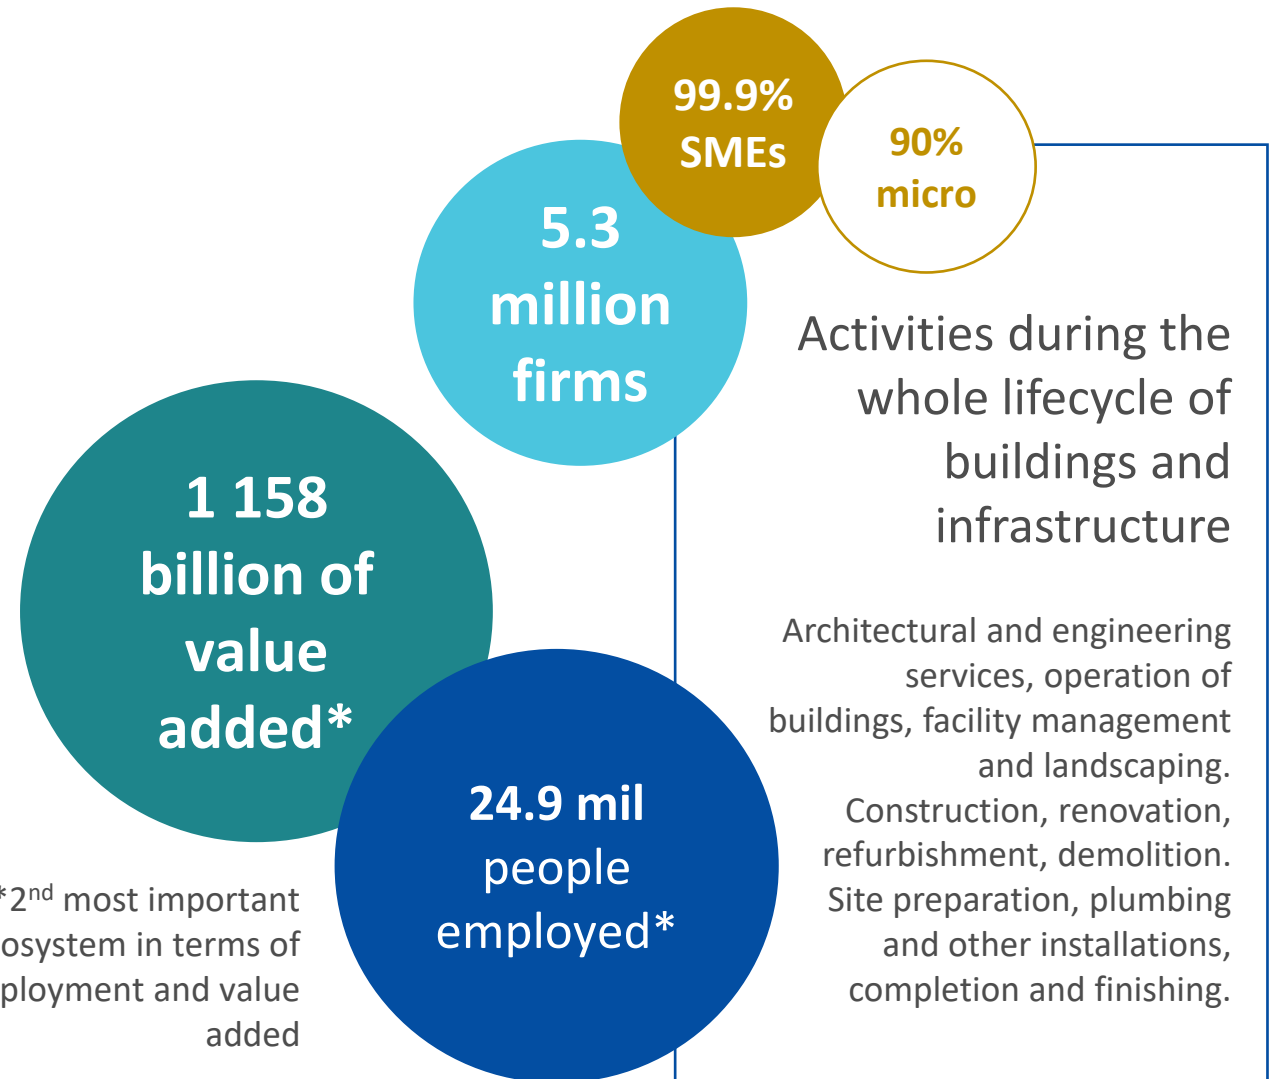 99.9%
SMEs
90%
micro
5.3
million
firms
1 158
billion of
value
added*
24.9 mil
people
employed*
*2nd most important
osystem in terms of
ployment and value
added
Activities during the
whole lifecycle of
buildings and
infrastructure
Architectural and engineering
services, operation of
buildings, facility management
and landscaping.
Construction, renovation,
refurbishment, demolition.
Site preparation, plumbing
and other installations,
completion and finishing.